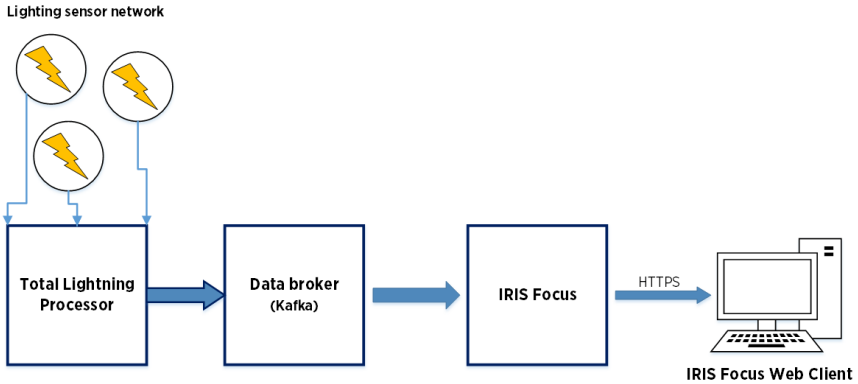 Lighting sensor network
Total Lightning
Processor
Data broker
(Kafka)
IRIS Focus
HTTPS
IRIS Focus Web Client